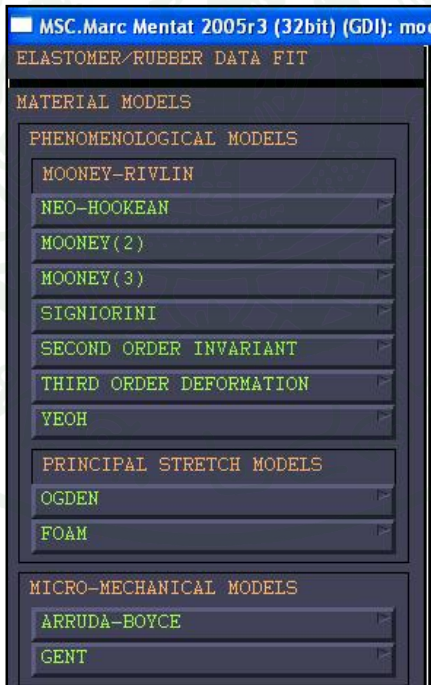 MSC.Marc Mentat 2005r3 (32bit) (GDI): mo
ELASTOMER/RUBBER DATA FIT
MATERIAL MODELS
PHENOMENOLOGICAL MODELS
MOONEY-RIVLIN
NEO-HOOKEAN
MOONEY(2)
MOONEY(3)
SIGNIORINI
SECOND ORDER INVARIANT
THIRD ORDER DEFORMATION
YEOH
PRINCIPAL STRETCH MODELS
OGDEN
FOAM
MICRO-MECHANICAL MODELS
ARRUDA-BOYCE
GENT